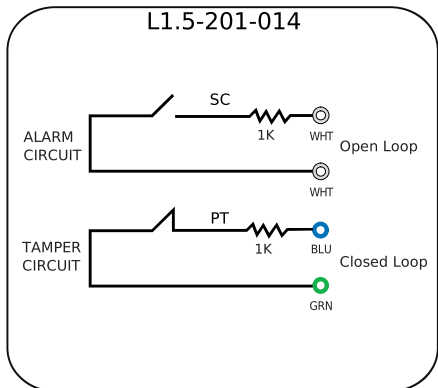 L1.5-201-014
SC
ALARM
CIRCUIT
1K
WHT
Open Loop
WHT
PT
TAMPER
CIRCUIT
1K
BLU
Closed Loop
GRN